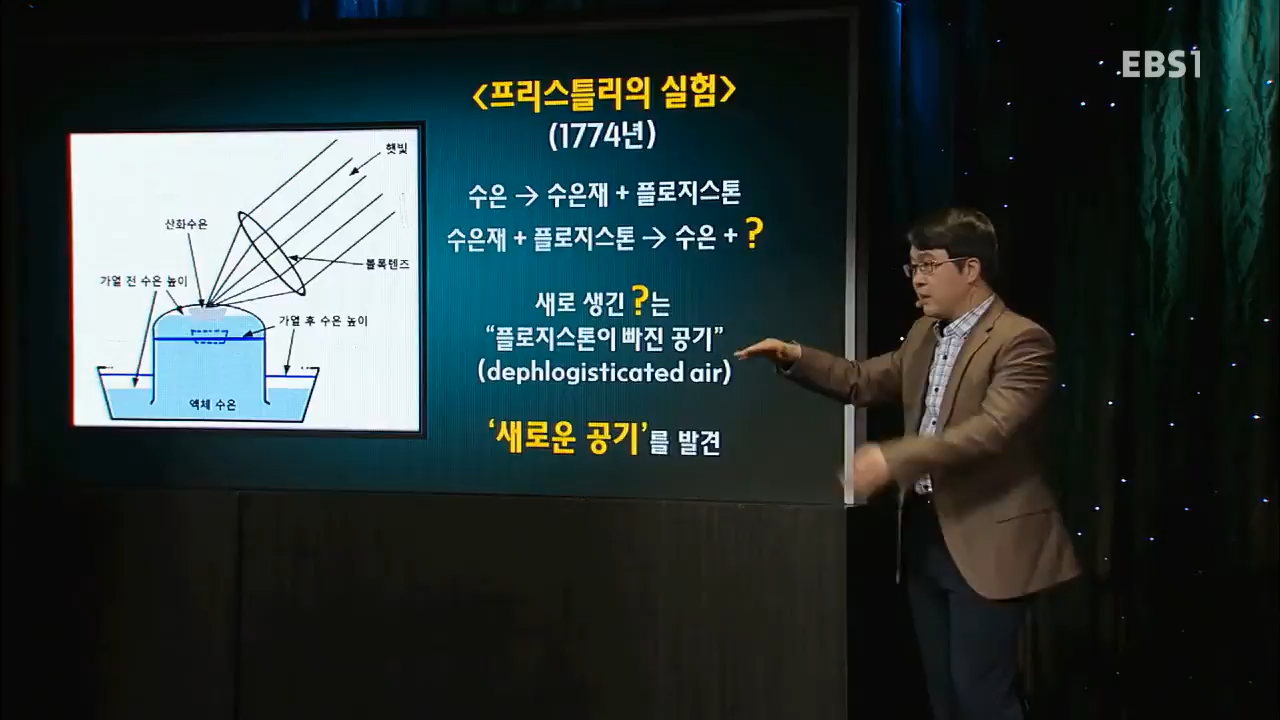 EBS1
<프리스틀리의 실험>
(1774년)
수은 → 수은재 + 플로지스톤
수은재 + 플로지스톤 → 수은 + ?
새로 생긴 ?는
“플로지스톤이 빠진 공기”
(dephlogisticated air)
‘새로운 공기’를 발견
햇빛
산화수은
볼록렌즈
가열 전 수은 높이
가열 후 수은 높이
액체 수은